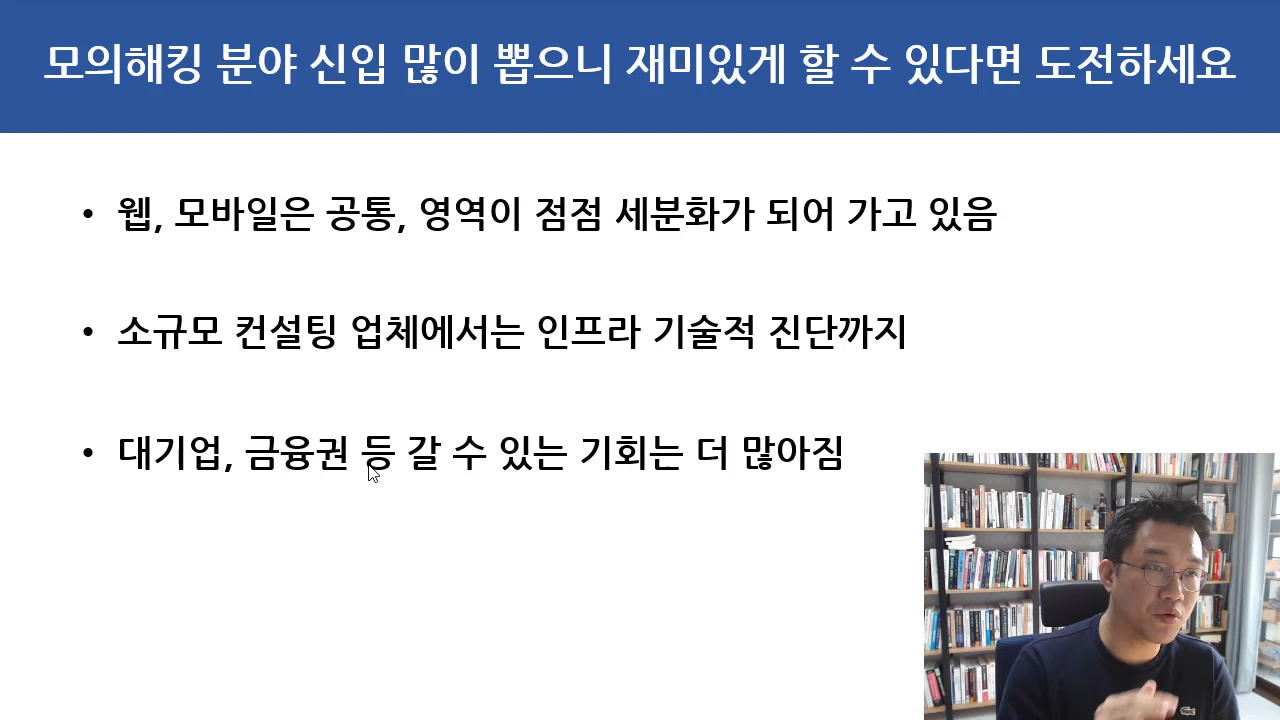 모의해킹 분야 신입 많이 뽑으니 재미있게 할 수 있다면 도전하세요
• 웹, 모바일은 공통, 영역이 점점 세분화가 되어 가고 있음
• 소규모 컨설팅 업체에서는 인프라 기술적 진단까지
• 대기업, 금융권 등 갈 수 있는 기회는 더 많아짐